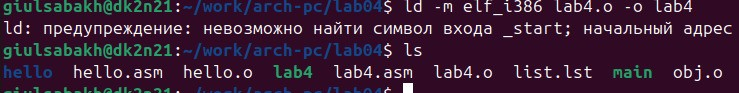 giulsabakh@dk2n21:~/work/arch-pc/lab04$ ld -m elf_i386 lab4.o -o lab4
ld: предупреждение: невозможно найти символ входа _start; начальный адрес
giulsabakh@dk2n21:~/work/arch-pc/lab04$ ls
hello hello.asm hello.o lab4 lab4.asm lab4.o list.lst main obj.o
giulsabakh@dk2n21:~/work/arch-pc/lab04$